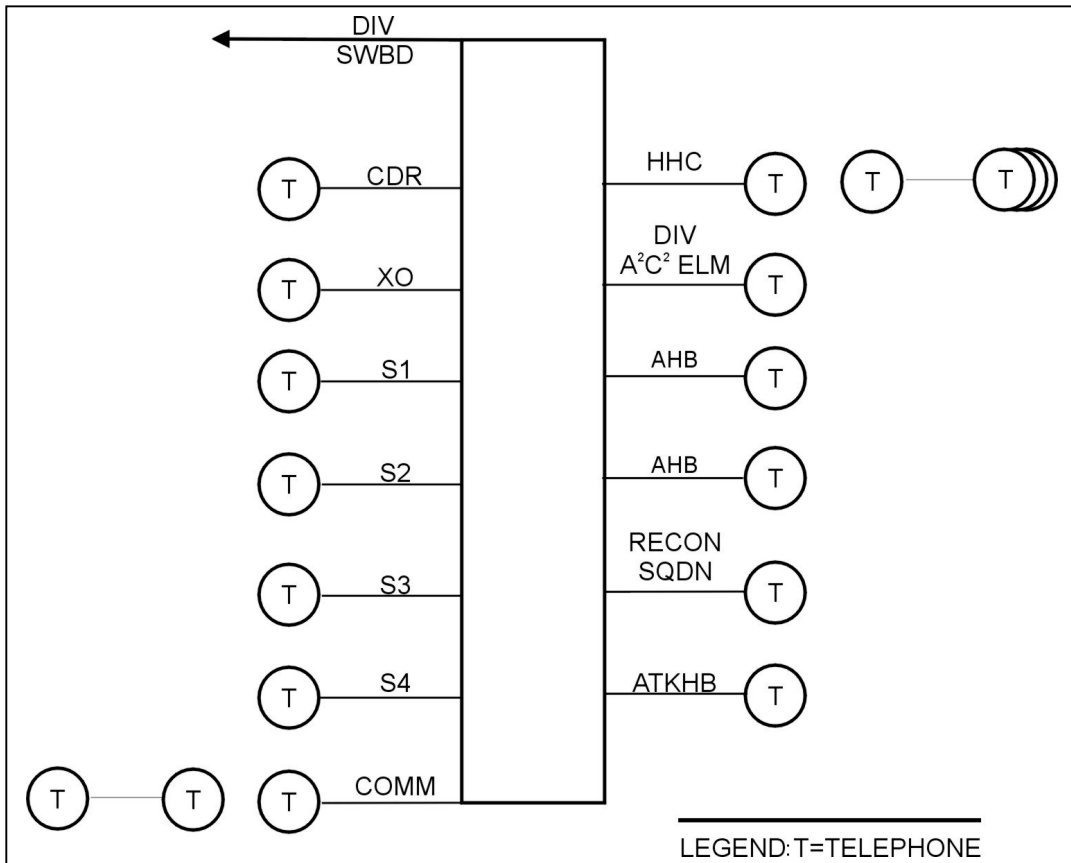 DIV
SWBD
T CDR
HHC T T T
DIV
A²C² ELM T
T XO
T S1
AHB T
T S2
AHB T
RECON
SQDN T
T S3
T S4
ATKHB T
T T T COMM
LEGEND: T=TELEPHONE